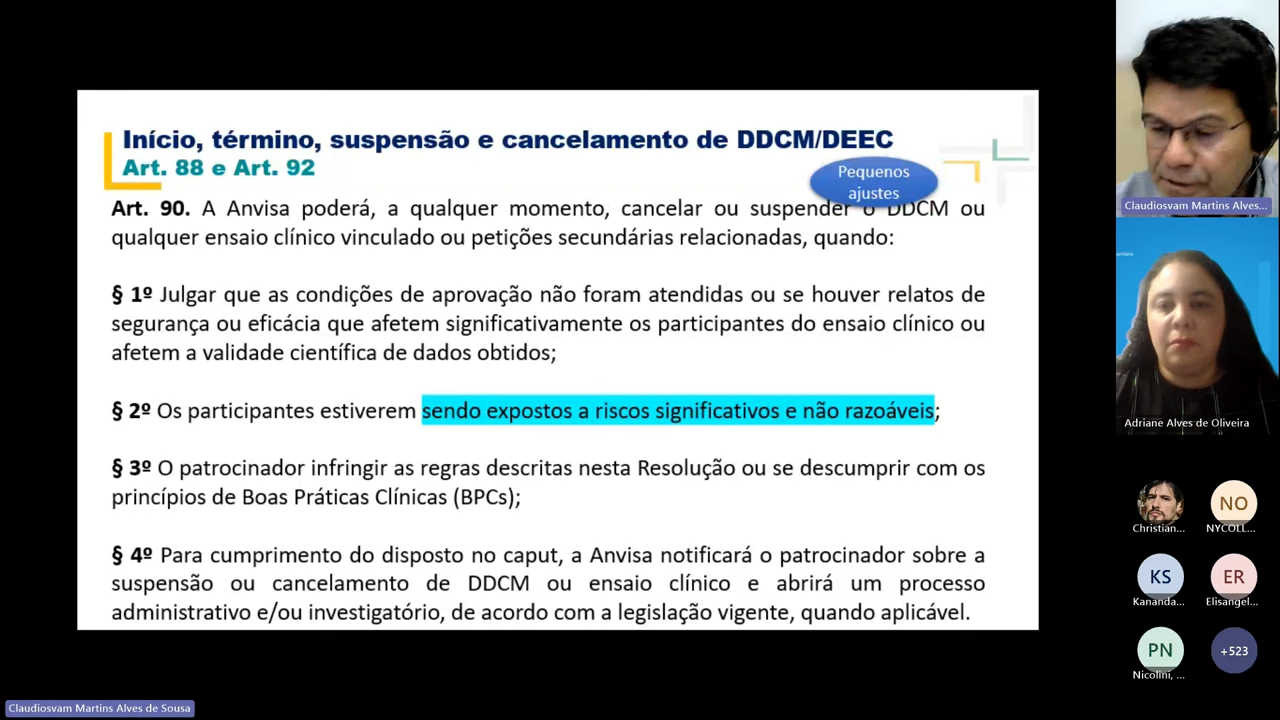 Início, término, suspensão e cancelamento de DDCM/DEEC
Art. 88 e Art. 92
Pequenos
ajustes
Art. 90. A Anvisa poderá, a qualquer momento, cancelar ou suspender o DDCM ou
qualquer ensaio clínico vinculado ou petições secundárias relacionadas, quando:
§ 1º Julgar que as condições de aprovação não foram atendidas ou se houver relatos de
segurança ou eficácia que afetem significativamente os participantes do ensaio clínico ou
afetem a validade científica de dados obtidos;
§ 2º Os participantes estiverem sendo expostos a riscos significativos e não razoáveis;
§ 3º O patrocinador infringir as regras descritas nesta Resolução ou se descumprir com os
princípios de Boas Práticas Clínicas (BPCs);
§ 4º Para cumprimento do disposto no caput, a Anvisa notificará o patrocinador sobre a
suspensão ou cancelamento de DDCM ou ensaio clínico e abrirá um processo
administrativo e/ou investigatório, de acordo com a legislação vigente, quando aplicável.
Claudiosvam Martins Alves...
Adriane Alves de Oliveira
Christian...
NO
NYCOLL...
KS
Kananda...
ER
Elisangel...
PN
Nicolini, ...
+523
Claudiosvam Martins Alves de Sousa